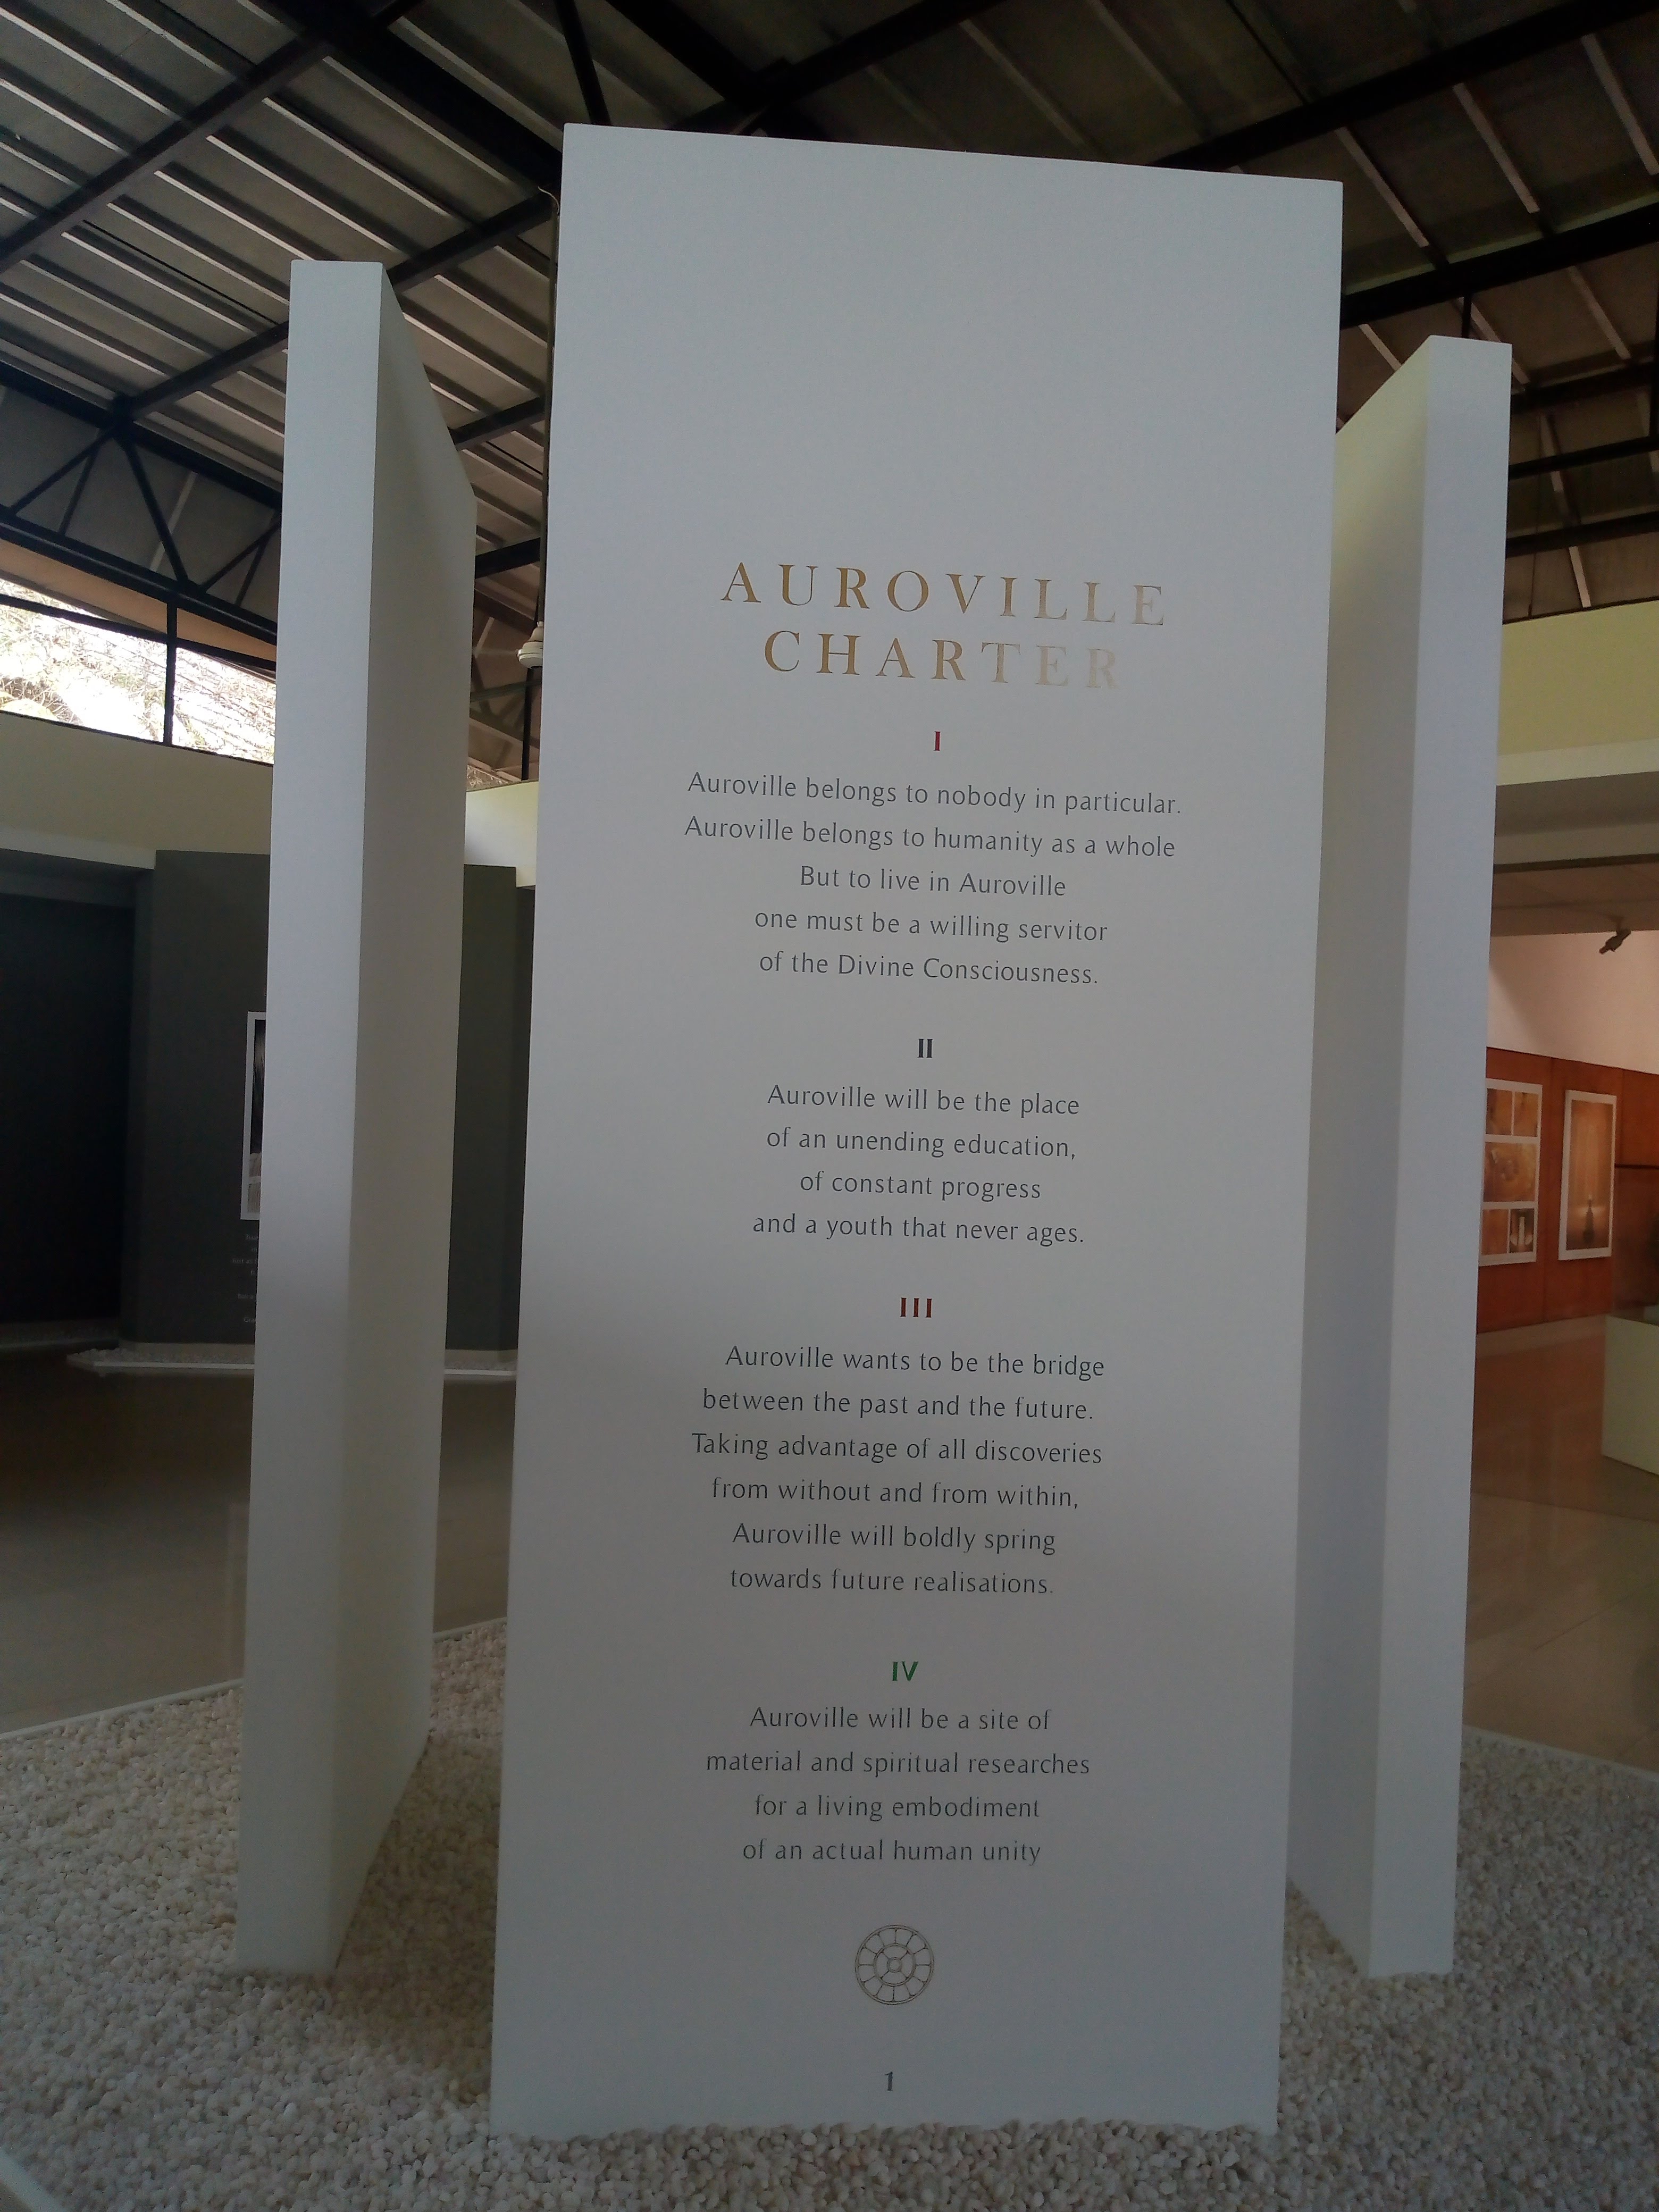 AUROVILLE
CHARTER
I
Auroville belongs to nobody in particular.
Auroville belongs to humanity as a whole
But to live in Auroville
one must be a willing servitor
of the Divine Consciousness.
II
Auroville will be the place
of an unending education,
of constant progress
and a youth that never ages.
III
Auroville wants to be the bridge
between the past and the future.
Taking advantage of all discoveries
from without and from within,
Auroville will boldly spring
towards future realisations.
IV
Auroville will be a site of
material and spiritual researches
for a living embodiment
of an actual human unity
1